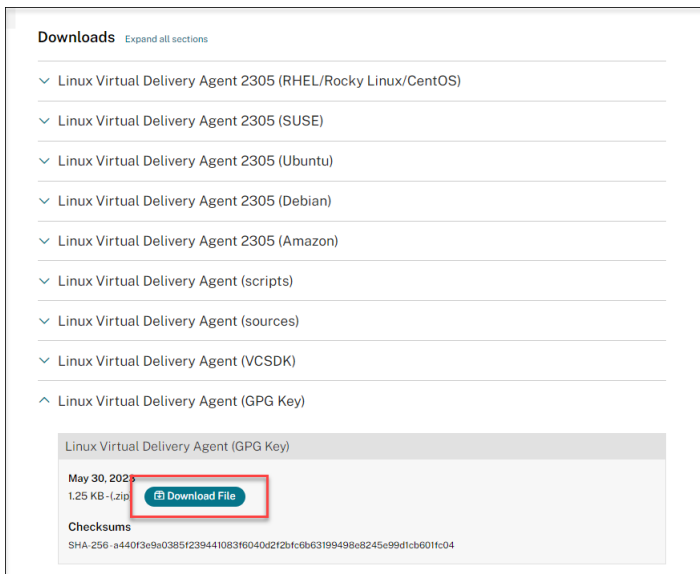 Downloads Expand all sections
Linux Virtual Delivery Agent 2305 (RHEL/Rocky Linux/CentOS)
Linux Virtual Delivery Agent 2305 (SUSE)
Linux Virtual Delivery Agent 2305 (Ubuntu)
Linux Virtual Delivery Agent 2305 (Debian)
Linux Virtual Delivery Agent 2305 (Amazon)
Linux Virtual Delivery Agent (scripts)
Linux Virtual Delivery Agent (sources)
Linux Virtual Delivery Agent (VCSDK)
Linux Virtual Delivery Agent (GPG Key)
Linux Virtual Delivery Agent (GPG Key)
May 30, 2023
1.25 KB - (.zip) Download File
Checksums
SHA-256 - a440f3e9a0385f239441083f6040d2f2bfc6b63199498e8245e99d1cb601fc04